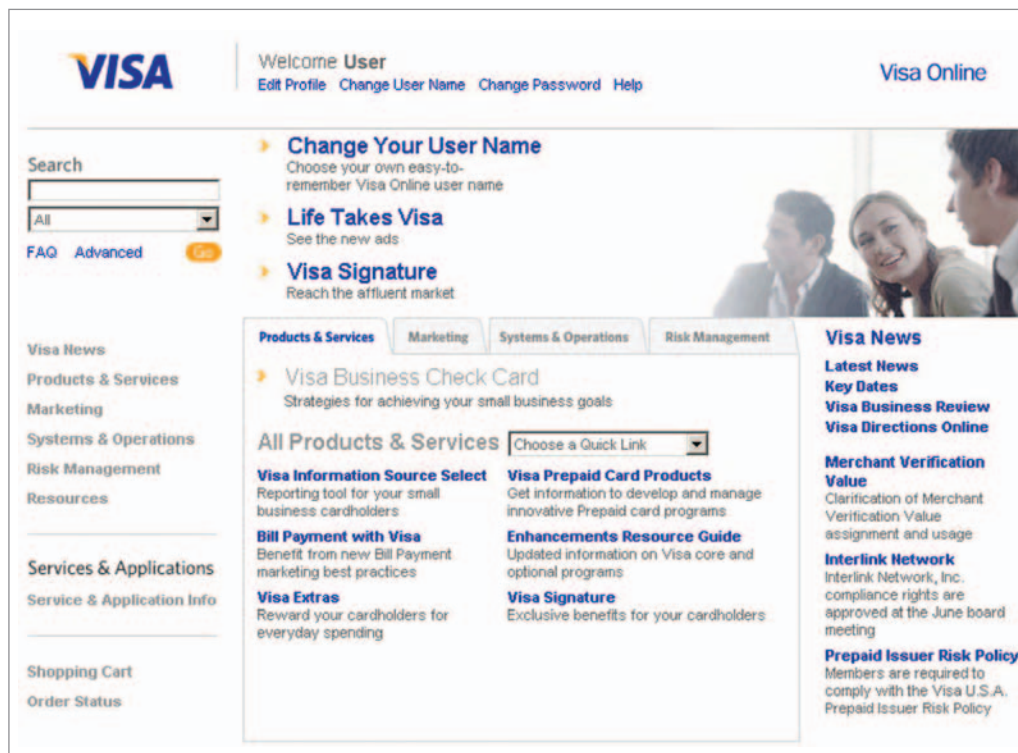 VISA
Welcome User
Edit Profile Change User Name Change Password Help
Visa Online
Search
All
FAQ Advanced Go
Change Your User Name
Choose your own easy-to-
remember Visa Online user name
Life Takes Visa
See the new ads
Visa Signature
Reach the affluent market
Visa News
Products & Services
Marketing
Systems & Operations
Risk Management
Resources
Services & Applications
Service & Application Info
Shopping Cart
Order Status
Products & Services Marketing Systems & Operations Risk Management
Visa Business Check Card
Strategies for achieving your small business goals
All Products & Services Choose a Quick Link
Visa Information Source Select
Reporting tool for your small
business cardholders
Bill Payment with Visa
Benefit from new Bill Payment
marketing best practices
Visa Extras
Reward your cardholders for
everyday spending
Visa Prepaid Card Products
Get information to develop and manage
innovative Prepaid card programs
Enhancements Resource Guide
Updated information on Visa core and
optional programs
Visa Signature
Exclusive benefits for your cardholders
Visa News
Latest News
Key Dates
Visa Business Review
Visa Directions Online
Merchant Verification
Value
Clarification of Merchant
Verification Value
assignment and usage
Interlink Network
Interlink Network, Inc.
compliance rights are
approved at the June board
meeting
Prepaid Issuer Risk Policy
Members are required to
comply with the Visa U.S.A.
Prepaid Issuer Risk Policy